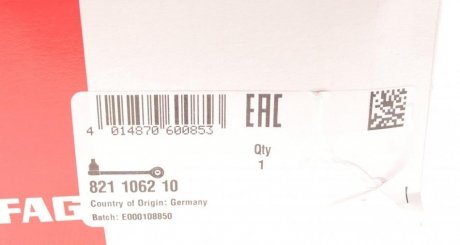 EAC
4 014870 600853
Qty
1
821 1062 10
Country of Origin: Germany
FAG
Batch: E000108850